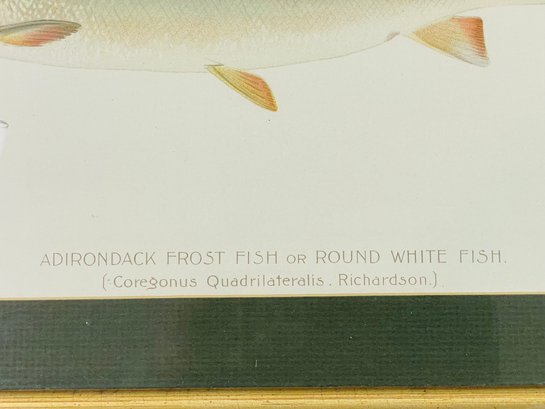 ADIRONDACK FROST FISH OR ROUND WHITE FISH.
(Coregonus Quadrilateralis. Richardson.)